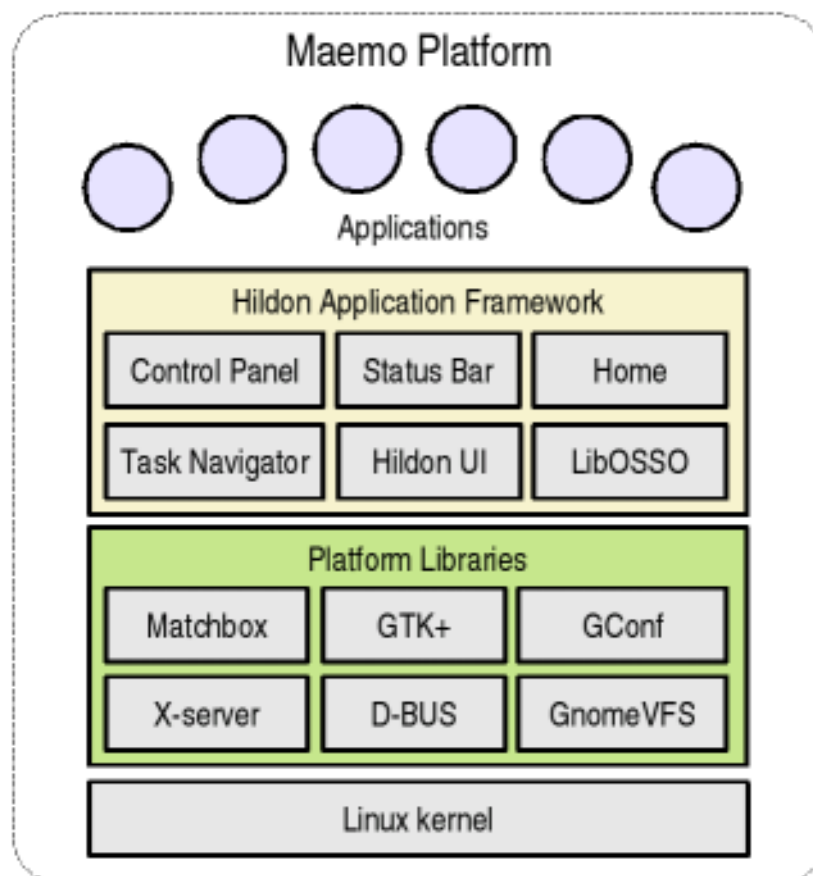 Maemo Platform
Applications
Hildon Application Framework
Control Panel
Status Bar
Home
Task Navigator
Hildon UI
LibOSSO
Platform Libraries
Matchbox
GTK+
GConf
X-server
D-BUS
GnomeVFS
Linux kernel